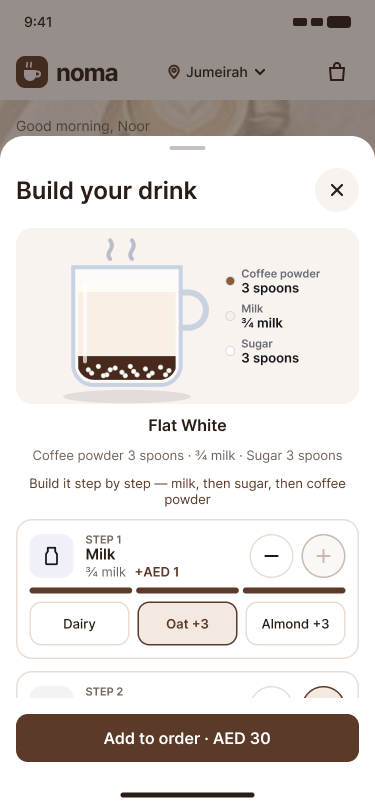 9:41
noma
Jumeirah
Good morning, Noor
Build your drink
Coffee powder
3 spoons
Milk
¾ milk
Sugar
3 spoons
Flat White
Coffee powder 3 spoons · ¾ milk · Sugar 3 spoons
Build it step by step — milk, then sugar, then coffee
powder
STEP 1
Milk
¾ milk +AED 1
Dairy
Oat +3
Almond +3
STEP 2
Add to order · AED 30